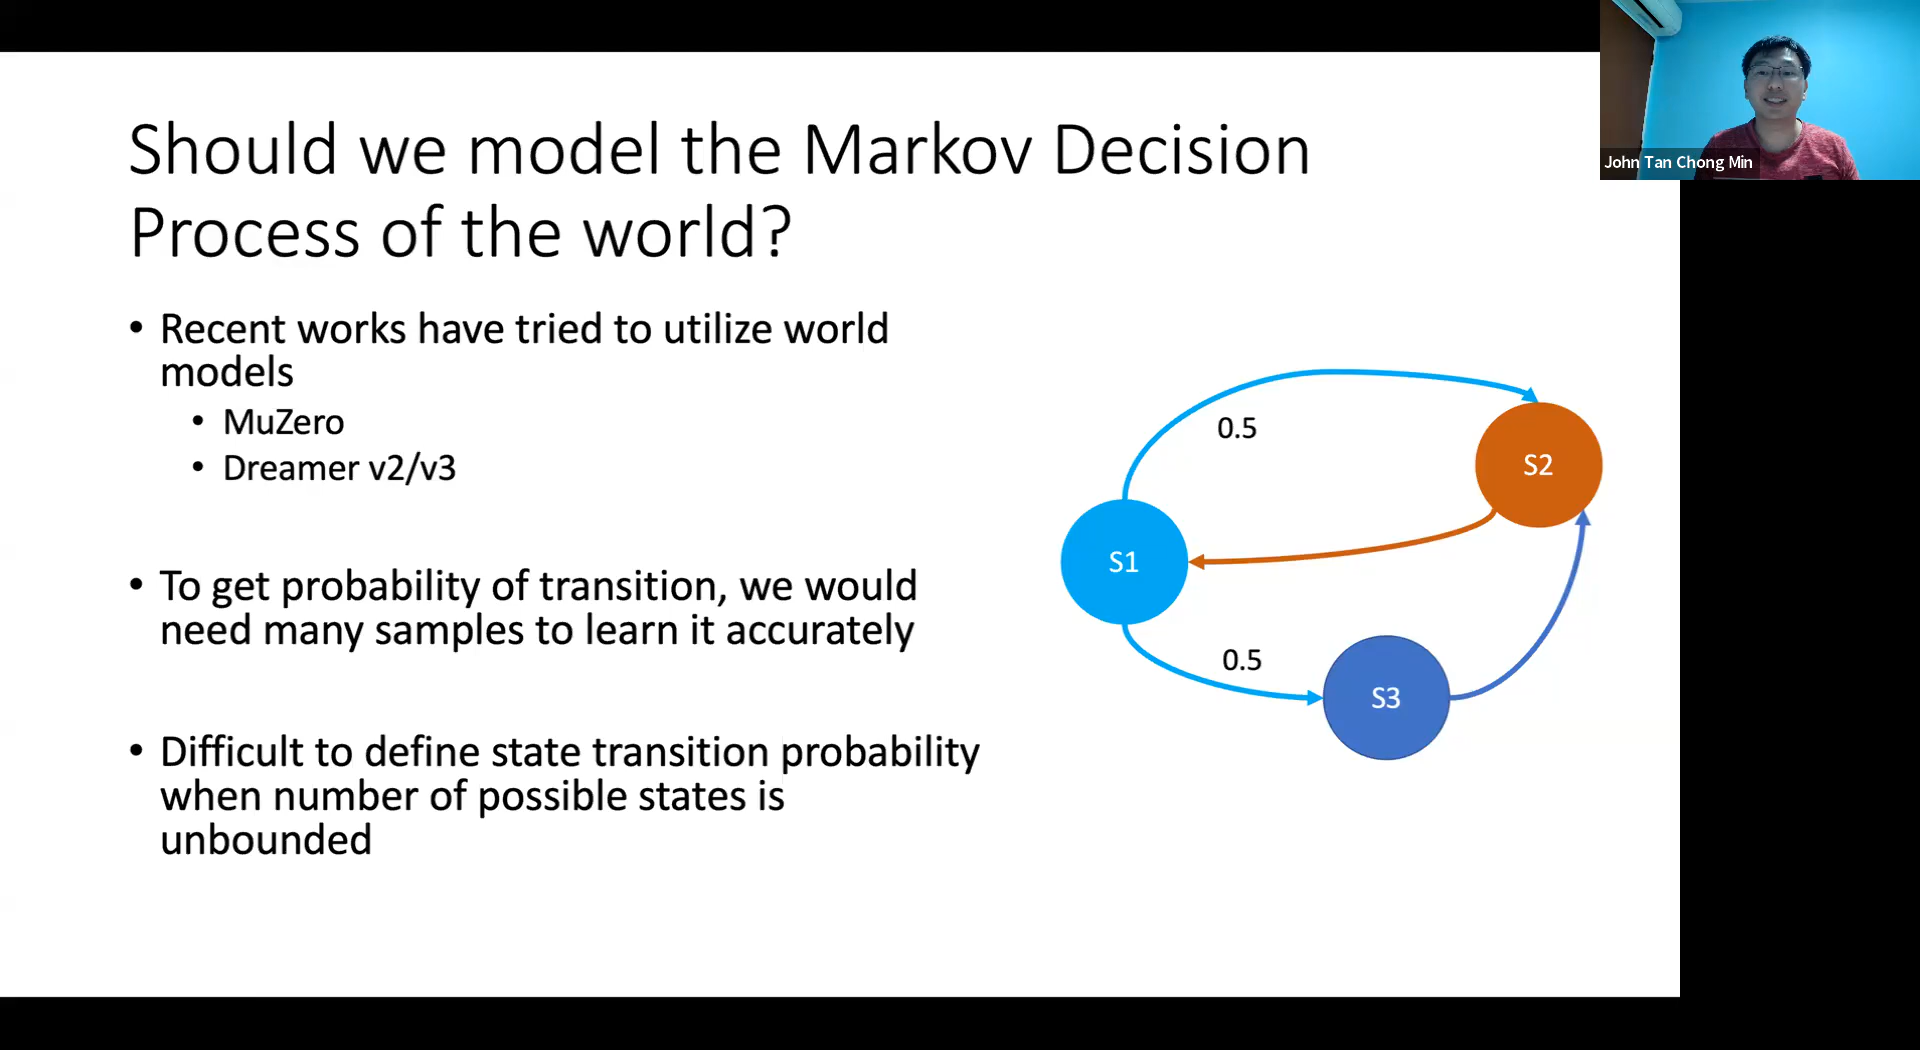 Should we model the Markov Decision
Process of the world?
• Recent works have tried to utilize world
models
• MuZero
• Dreamer v2/v3
• To get probability of transition, we would
need many samples to learn it accurately
• Difficult to define state transition probability
when number of possible states is
unbounded
0.5
S2
S1
0.5
S3
John Tan Chong Min